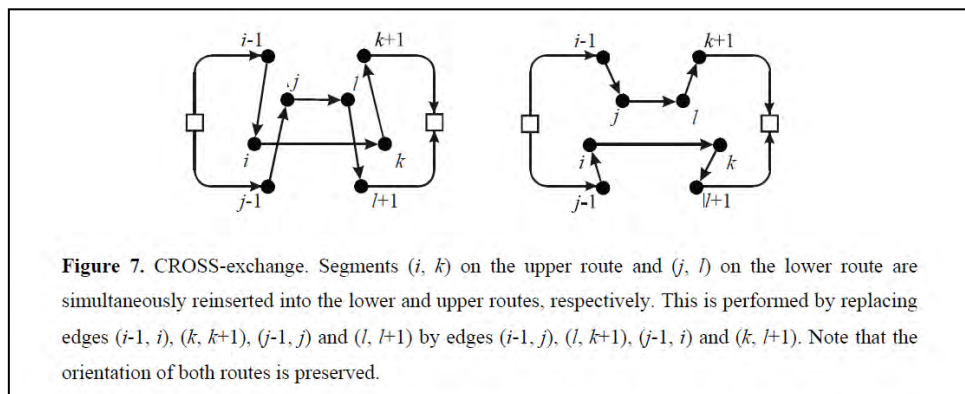 i-1 k+1 i-1 k+1
j l
j l
i k i k
j-1 l+1 j-1 l+1
Figure 7. CROSS-exchange. Segments (i, k) on the upper route and (j, l) on the lower route are
simultaneously reinserted into the lower and upper routes, respectively. This is performed by replacing
edges (i-1, i), (k, k+1), (j-1, j) and (l, l+1) by edges (i-1, j), (l, k+1), (j-1, i) and (k, l+1). Note that the
orientation of both routes is preserved.